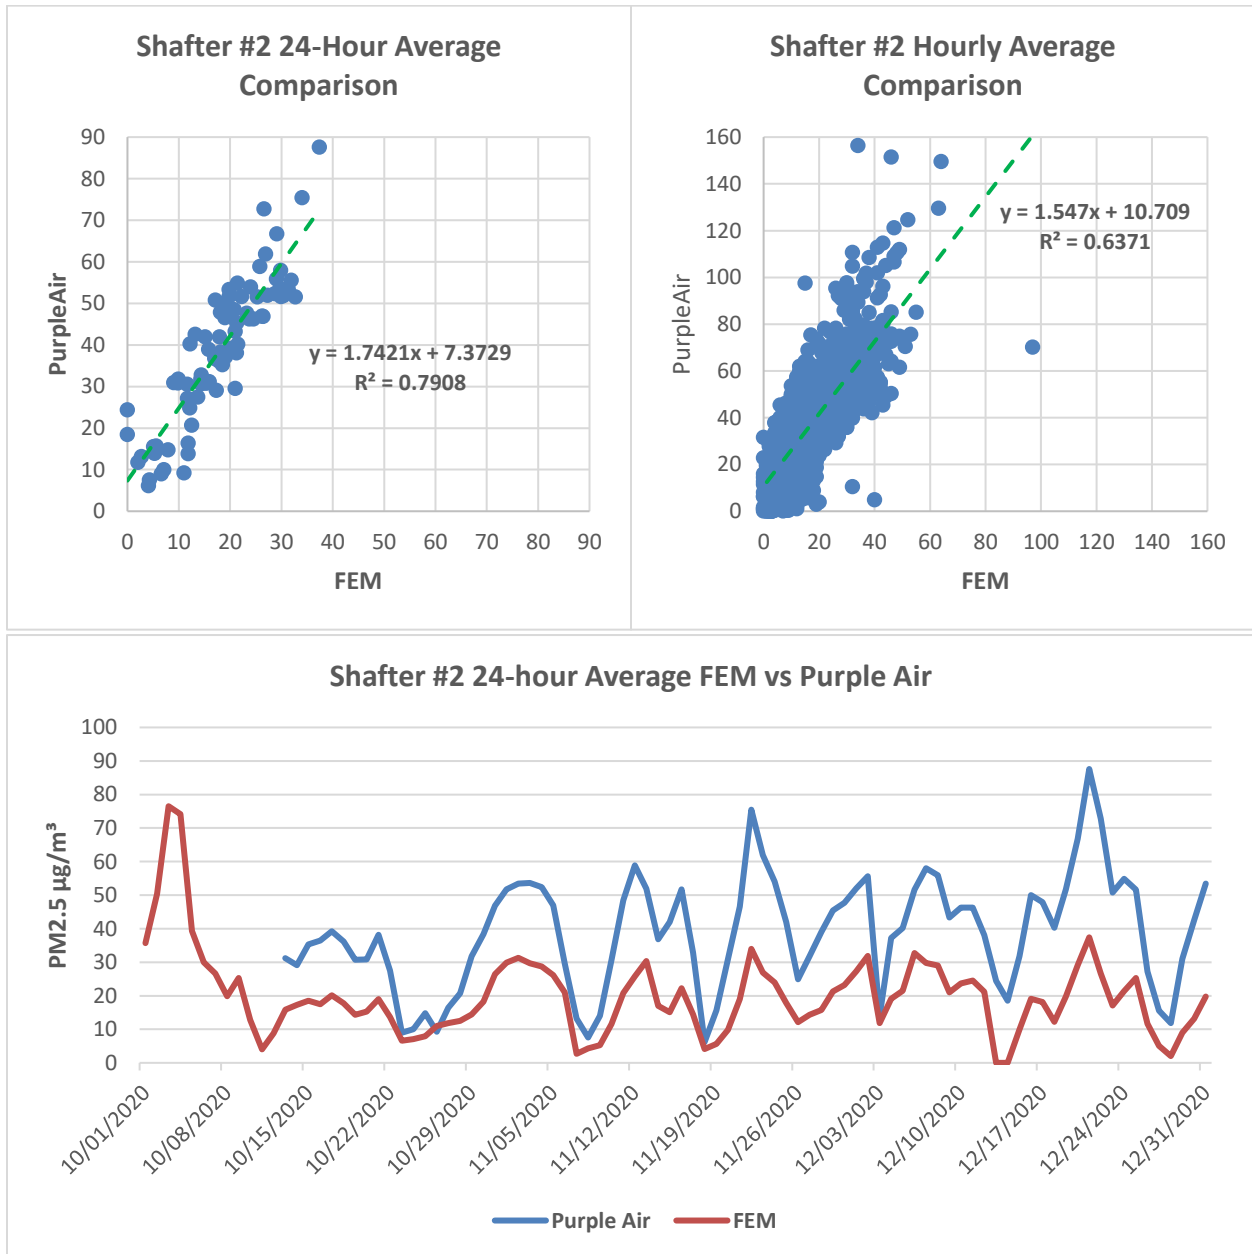 Shafter #2 24-Hour Average
Comparison
90
80
70
60
50
40
30
20
10
0
PurpleAir
y = 1.7421x + 7.3729
R² = 0.7908
0 10 20 30 40 50 60 70 80 90
FEM
Shafter #2 Hourly Average
Comparison
160
140
120
100
80
60
40
20
0
PurpleAir
y = 1.547x + 10.709
R² = 0.6371
0 20 40 60 80 100 120 140 160
FEM
Shafter #2 24-hour Average FEM vs Purple Air
100
90
80
70
60
50
40
30
20
10
0
PM2.5 µg/m³
10/01/2020
10/08/2020
10/15/2020
10/22/2020
10/29/2020
11/05/2020
11/12/2020
11/19/2020
11/26/2020
12/03/2020
12/10/2020
12/17/2020
12/24/2020
12/31/2020
Purple Air FEM